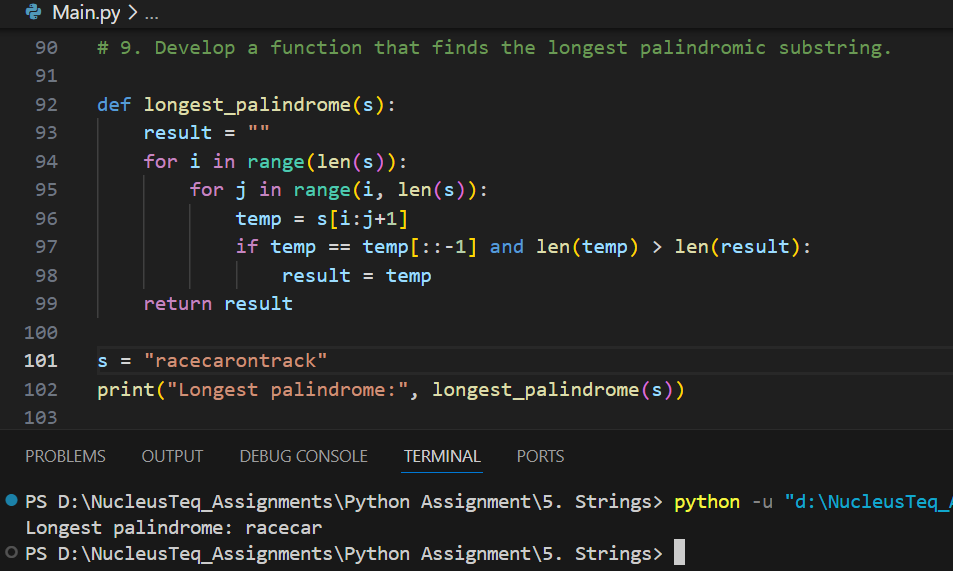 Main.py > ...
90 # 9. Develop a function that finds the longest palindromic substring.
91
92 def longest_palindrome(s):
93     result = ""
94     for i in range(len(s)):
95         for j in range(i, len(s)):
96             temp = s[i:j+1]
97             if temp == temp[::-1] and len(temp) > len(result):
98                 result = temp
99     return result
100
101 s = "racecarontrack"
102 print("Longest palindrome:", longest_palindrome(s))
103
PROBLEMS OUTPUT DEBUG CONSOLE TERMINAL PORTS
PS D:\NucleusTeq_Assignments\Python Assignment\5. Strings> python -u "d:\NucleusTeq_
Longest palindrome: racecar
PS D:\NucleusTeq_Assignments\Python Assignment\5. Strings>